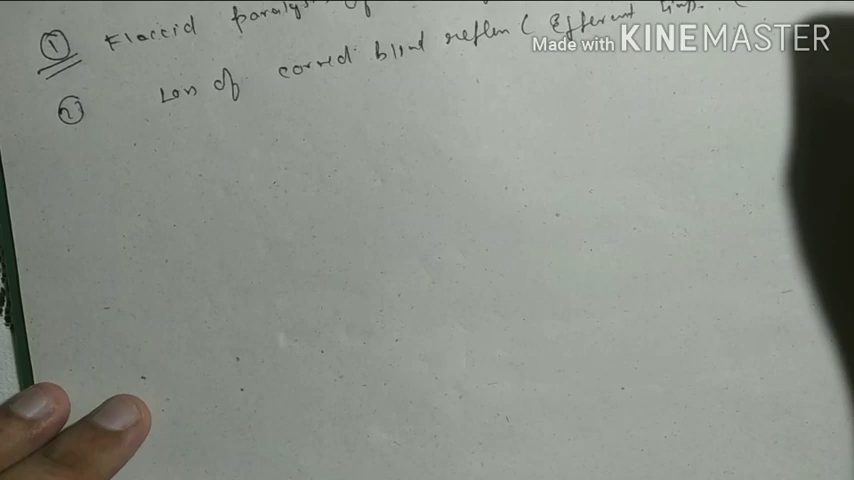 ① Flaccid paralysis of
② Loss of corneal blink reflex ( Efferent limb
Made with KINEMASTER